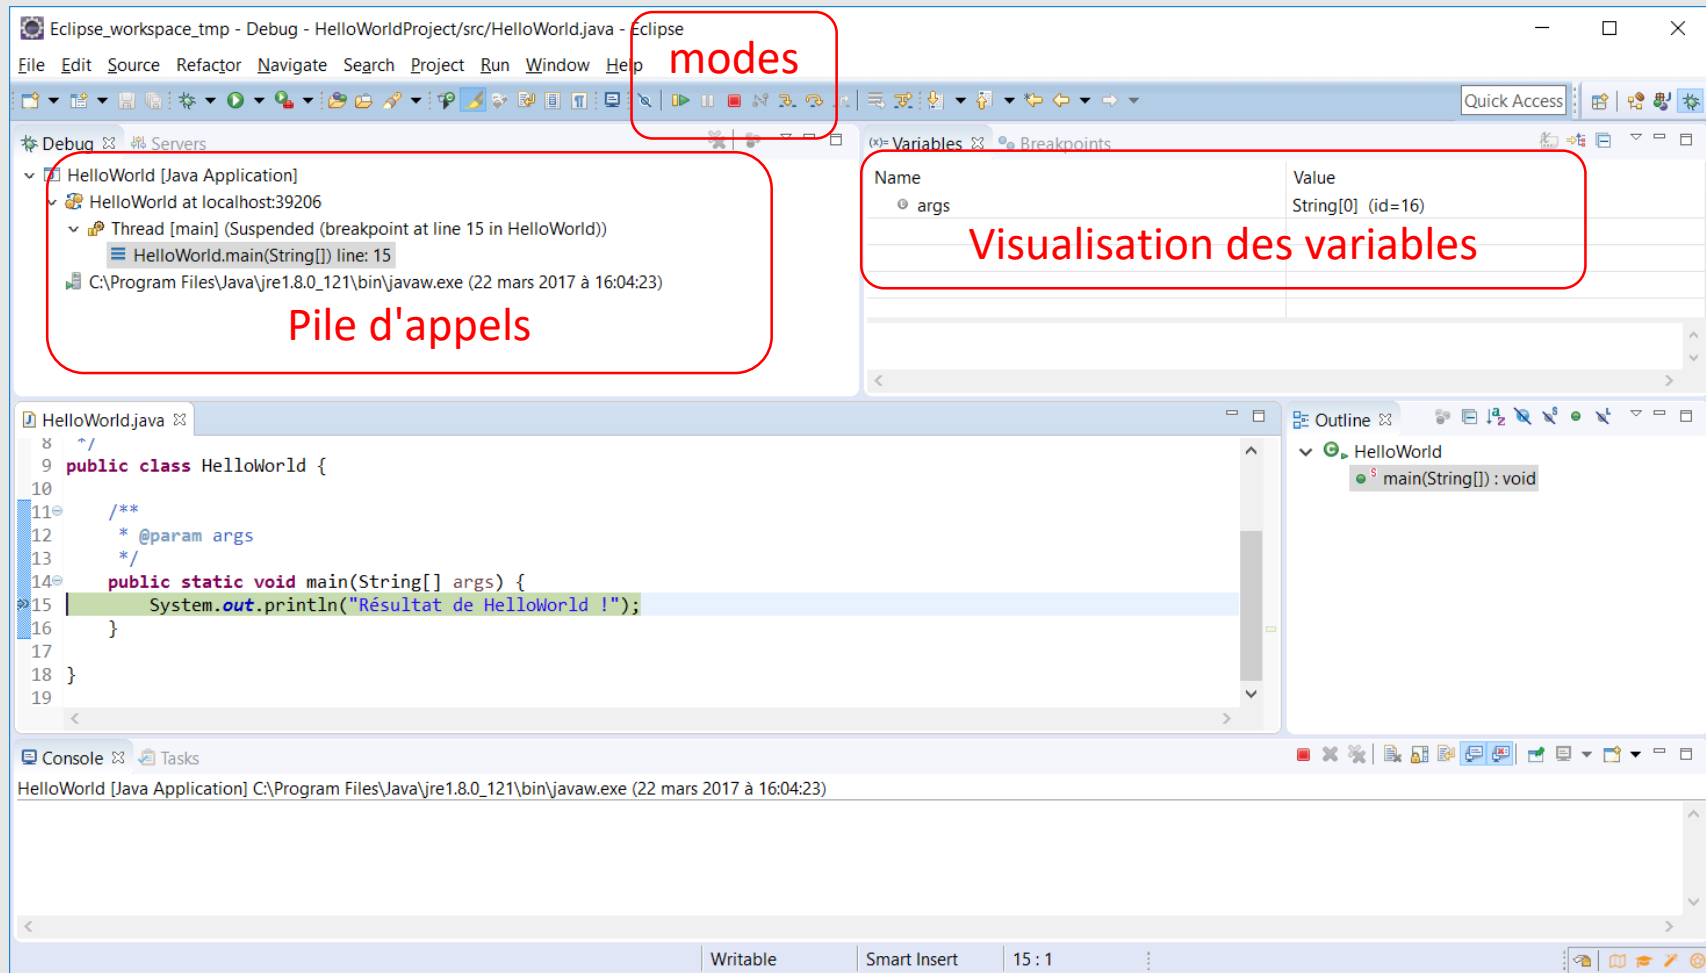 Eclipse_workspace_tmp - Debug - HelloWorldProject/src/HelloWorld.java - Eclipse
modes
File Edit Source Refactor Navigate Search Project Run Window Help
Quick Access
Debug Servers
(x)= Variables Breakpoints
HelloWorld [Java Application]
HelloWorld at localhost:39206
Thread [main] (Suspended (breakpoint at line 15 in HelloWorld))
HelloWorld.main(String[]) line: 15
C:\Program Files\Java\jre1.8.0_121\bin\javaw.exe (22 mars 2017 à 16:04:23)
Pile d'appels
Name Value
args String[0] (id=16)
Visualisation des variables
HelloWorld.java
8 */
9 public class HelloWorld {
10
11 /**
12 * @param args
13 */
14 public static void main(String[] args) {
15 System.out.println("Résultat de HelloWorld !");
16 }
17
18 }
19
Outline
HelloWorld
main(String[]) : void
Console Tasks
HelloWorld [Java Application] C:\Program Files\Java\jre1.8.0_121\bin\javaw.exe (22 mars 2017 à 16:04:23)
Writable Smart Insert 15 : 1